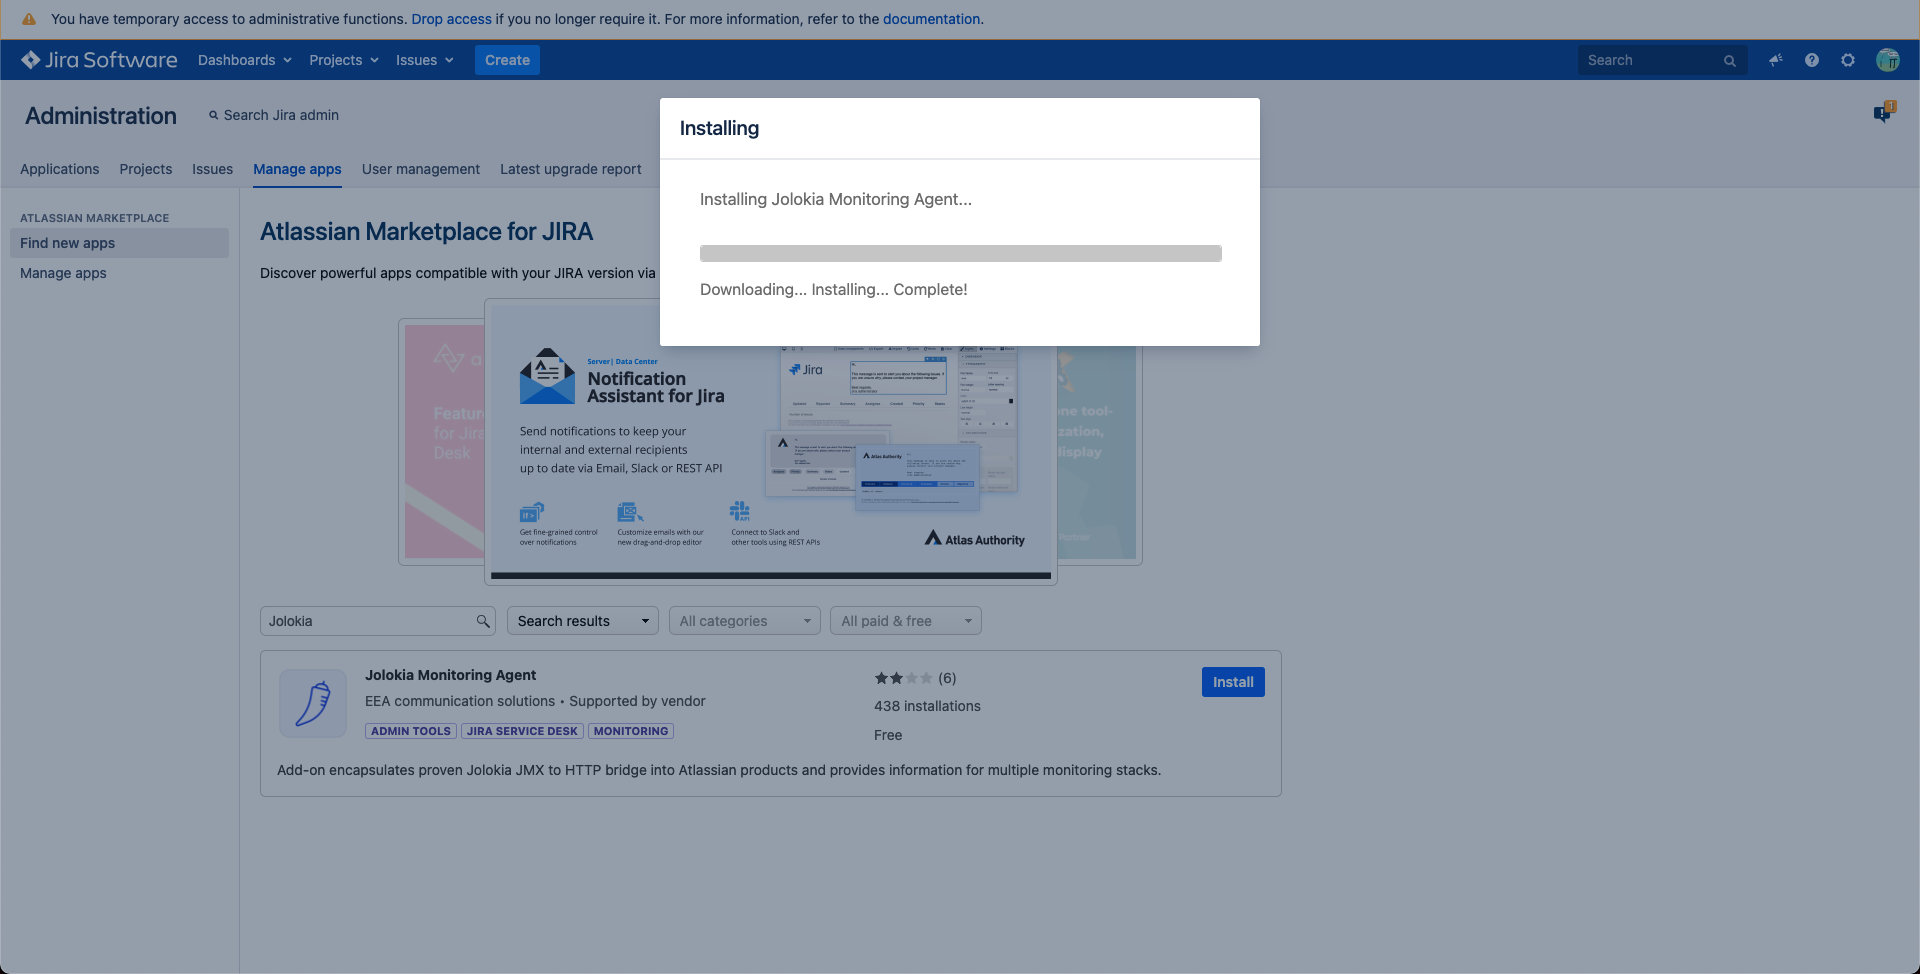 You have temporary access to administrative functions. Drop access if you no longer require it. For more information, refer to the documentation.
Jira Software Dashboards Projects Issues Create Search
Administration Search Jira admin
1
Applications Projects Issues Manage apps User management Latest upgrade report
Installing
Installing Jolokia Monitoring Agent...
Downloading... Installing... Complete!
ATLASSIAN MARKETPLACE
Find new apps
Manage apps
Atlassian Marketplace for JIRA
Discover powerful apps compatible with your JIRA version via
Featur
for Jira
Desk
Server| Data Center
Notification
Assistant for Jira
Send notifications to keep your
internal and external recipients
up to date via Email, Slack or REST API
Get fine-grained control
over notifications
Customize emails with our
new drag-and-drop editor
Connect to Slack and
other tools using REST APIs
Jira
Atlas Authority
Atlas Authority
one tool-
zation,
display
Partner
Jolokia Search results All categories All paid & free
Jolokia Monitoring Agent
EEA communication solutions • Supported by vendor
ADMIN TOOLS JIRA SERVICE DESK MONITORING
(6)
438 installations
Free
Install
Add-on encapsulates proven Jolokia JMX to HTTP bridge into Atlassian products and provides information for multiple monitoring stacks.